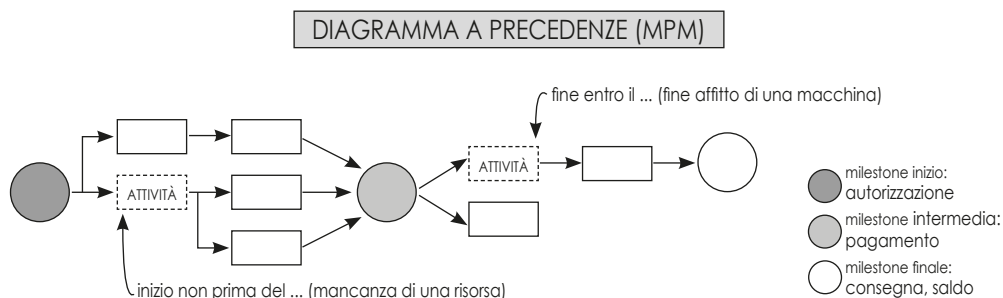 DIAGRAMMA A PRECEDENZE (MPM)
fine entro il ... (fine affitto di una macchina)
ATTIVITÀ
ATTIVITÀ
inizio non prima del ... (mancanza di una risorsa)
milestone inizio:
autorizzazione
milestone intermedia:
pagamento
milestone finale:
consegna, saldo